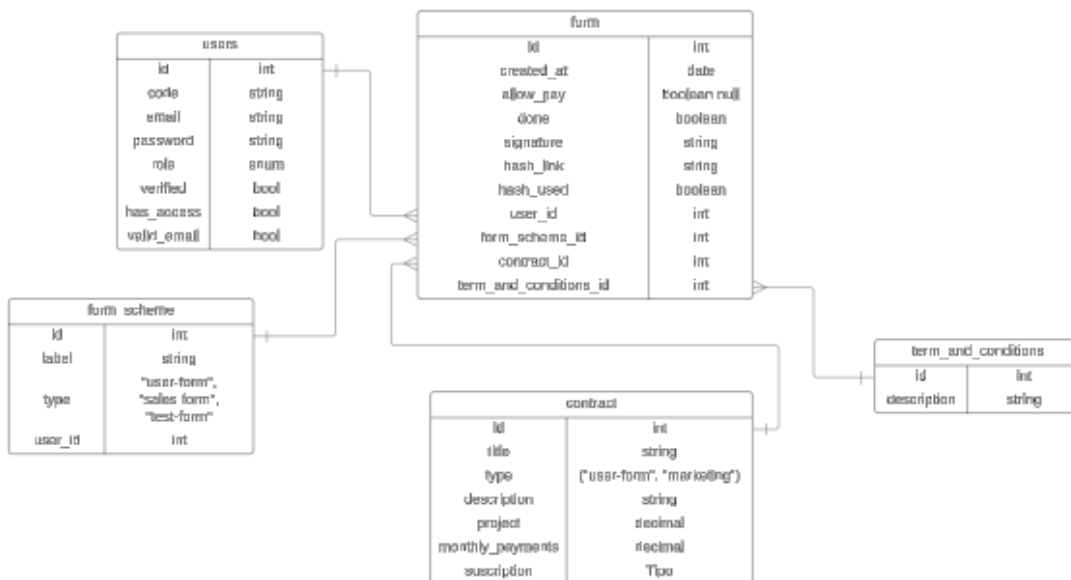 users
id int
code string
email string
password string
role enum
verified bool
has_access bool
valid_email bool
form
id int
created_at date
allow_pay boolean null
done boolean
signature string
hash_link string
hash_used boolean
user_id int
form_scheme_id int
contract_id int
term_and_conditions_id int
form_scheme
id int
label string
type "user-form",
"sales form",
"test-form"
user_id int
contract
id int
title string
type ("user-form", "marketing")
description string
project decimal
monthly_payments decimal
suscription Tipo
term_and_conditions
id int
description string